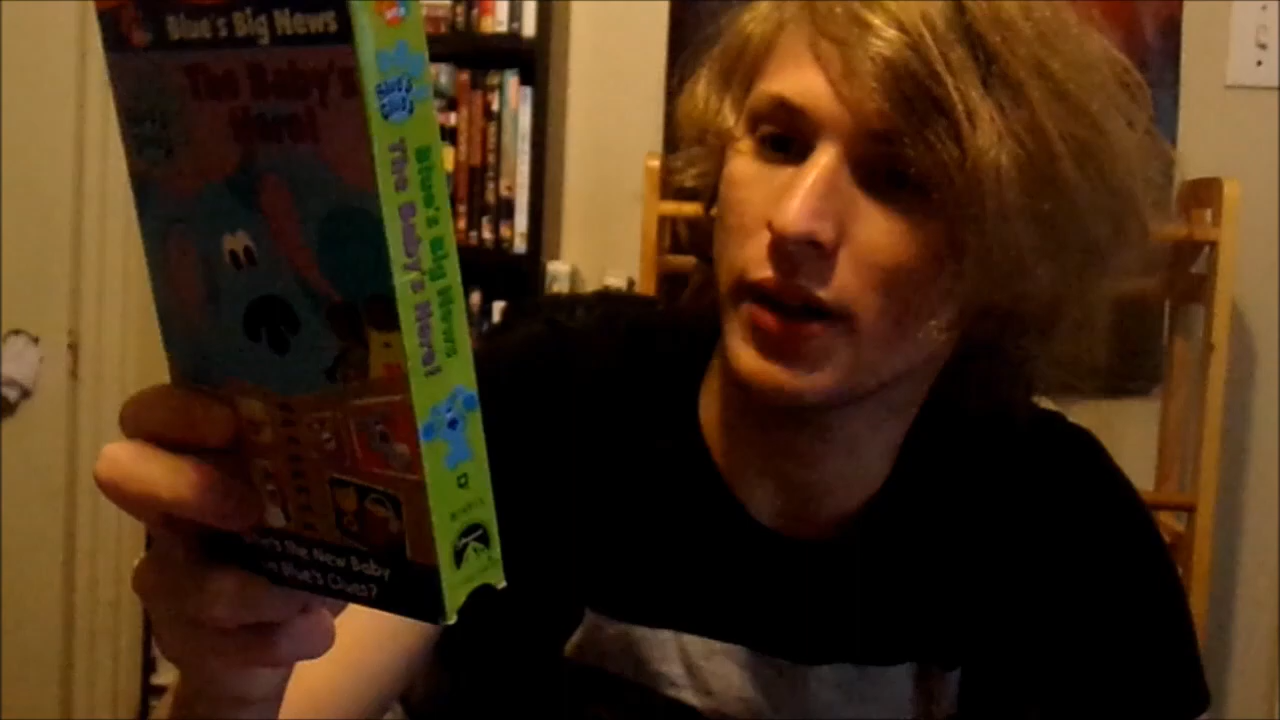 Blue's Big News
The Baby's
Here!
Blue's
Clues
Blue's Big News
The Baby's Here!
the New Baby
Blue's Clues?